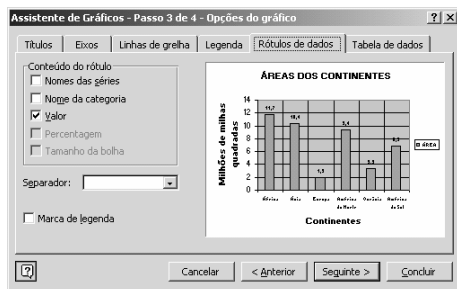 Assistente de Gráficos - Passo 3 de 4 - Opções do gráfico
Títulos
Eixos
Linhas de grelha
Legenda
Rótulos de dados
Tabela de dados
Conteúdo do rótulo
Nomes das séries
Nome da categoria
Valor
Percentagem
Tamanho da bolha
Separador:
Marca de legenda
ÁREAS DOS CONTINENTES
Milhões de milhas
quadradas
14
12
10
8
6
4
2
0
11,7
10,4
1,9
9,4
3,3
6,9
África
Ásia
Europa
América
do Norte
Oceânia
América
do Sul
ÁREA
Continentes
Cancelar
< Anterior
Seguinte >
Concluir